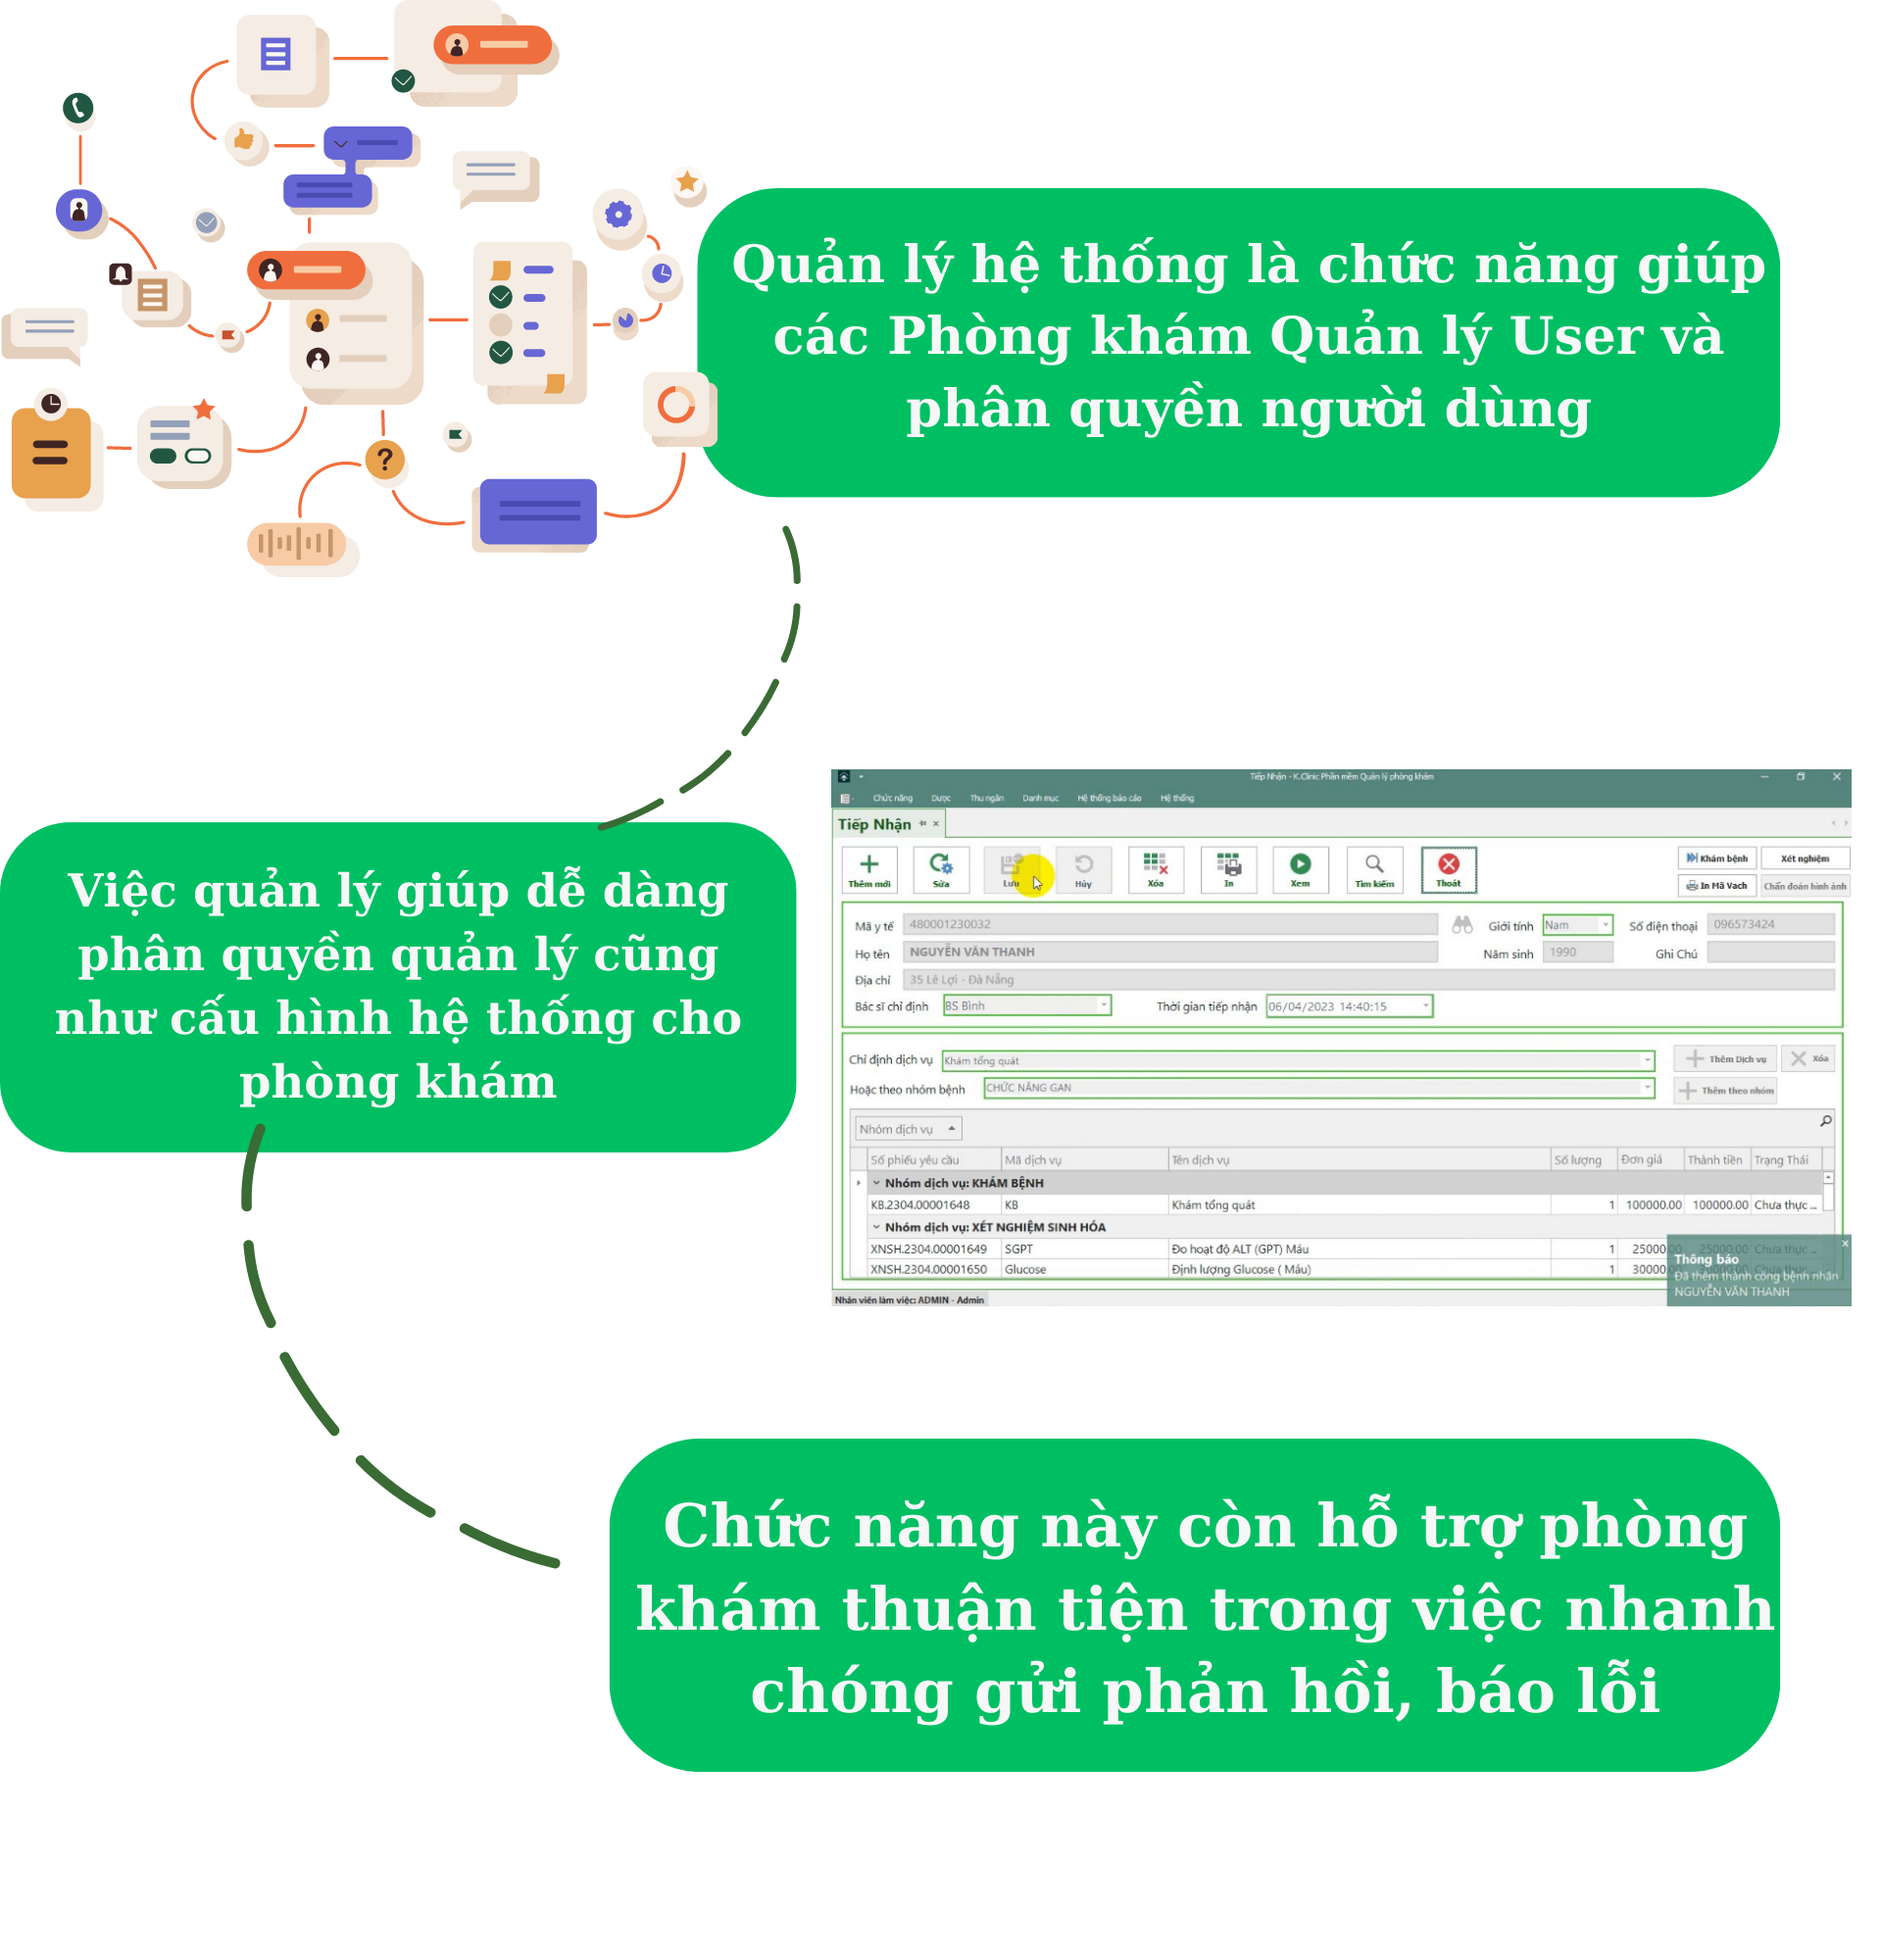 Quản lý hệ thống là chức năng giúp
các Phòng khám Quản lý User và
phân quyền người dùng
?
Việc quản lý giúp dễ dàng
phân quyền quản lý cũng
như cấu hình hệ thống cho
phòng khám
Tiếp Nhận - K.Clinic Phần mềm Quản lý phòng khám
Chức năng Dược Thu ngân Danh mục Hệ thống báo cáo Hệ thống
Tiếp Nhận
Thêm mới Sửa Lưu Hủy Xóa In Xem Tìm kiếm Thoát
Khám bệnh Xét nghiệm
In Mã Vach Chẩn đoán hình ảnh
Mã y tế 480001230032 Giới tính Nam Số điện thoại 096573424
Họ tên NGUYỄN VĂN THANH Năm sinh 1990 Ghi Chú
Địa chỉ 35 Lê Lợi - Đà Nẵng
Bác sĩ chỉ định BS Bình Thời gian tiếp nhận 06/04/2023 14:40:15
Chỉ định dịch vụ Khám tổng quát Thêm Dịch vụ Xóa
Hoặc theo nhóm bệnh CHỨC NĂNG GAN Thêm theo nhóm
Nhóm dịch vụ
Số phiếu yêu cầu Mã dịch vụ Tên dịch vụ Số lượng Đơn giá Thành tiền Trạng Thái
Nhóm dịch vụ: KHÁM BỆNH
KB.2304.00001648 KB Khám tổng quát 1 100000.00 100000.00 Chưa thực ...
Nhóm dịch vụ: XÉT NGHIỆM SINH HÓA
XNSH.2304.00001649 SGPT Đo hoạt độ ALT (GPT) Máu 1 25000.00 25000.00 Chưa thực ...
XNSH.2304.00001650 Glucose Định lượng Glucose ( Máu) 1 30000
Thông báo
Đã thêm thành công bệnh nhân
NGUYỄN VĂN THANH
Nhân viên làm việc: ADMIN - Admin
Chức năng này còn hỗ trợ phòng
khám thuận tiện trong việc nhanh
chóng gửi phản hồi, báo lỗi